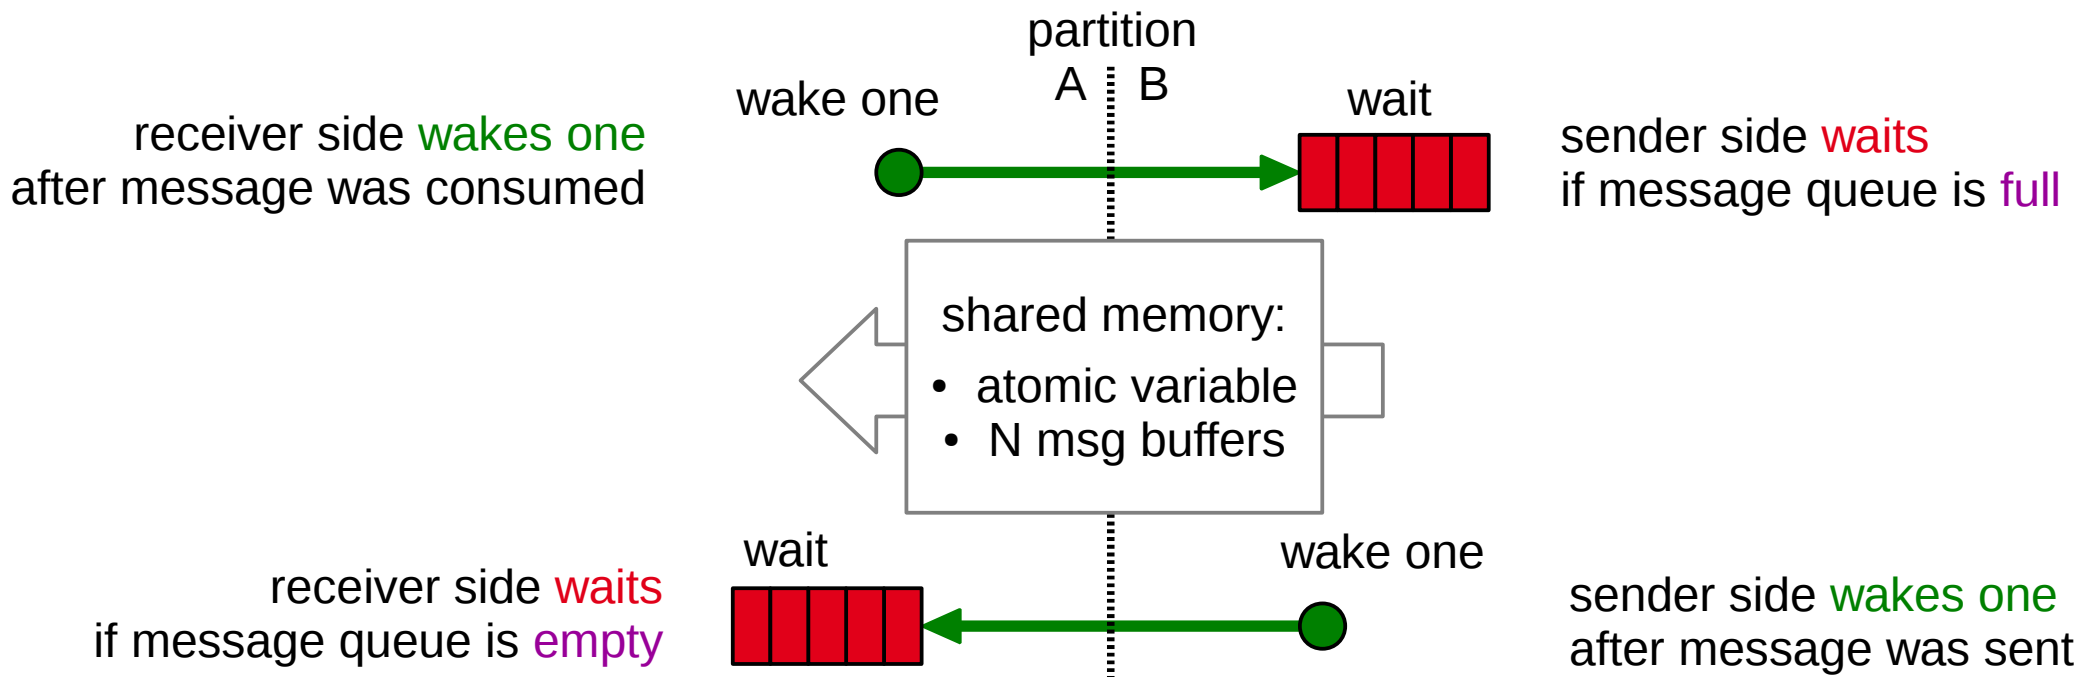 partition
A B
wake one
wait
receiver side wakes one
after message was consumed
sender side waits
if message queue is full
shared memory:
• atomic variable
• N msg buffers
wait
wake one
receiver side waits
if message queue is empty
sender side wakes one
after message was sent